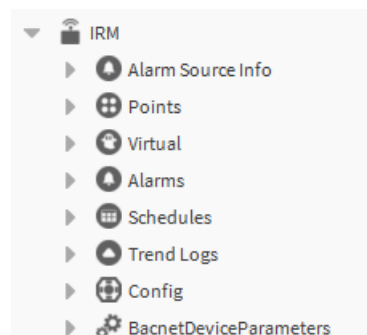 IRM
Alarm Source Info
Points
Virtual
Alarms
Schedules
Trend Logs
Config
BacnetDeviceParameters